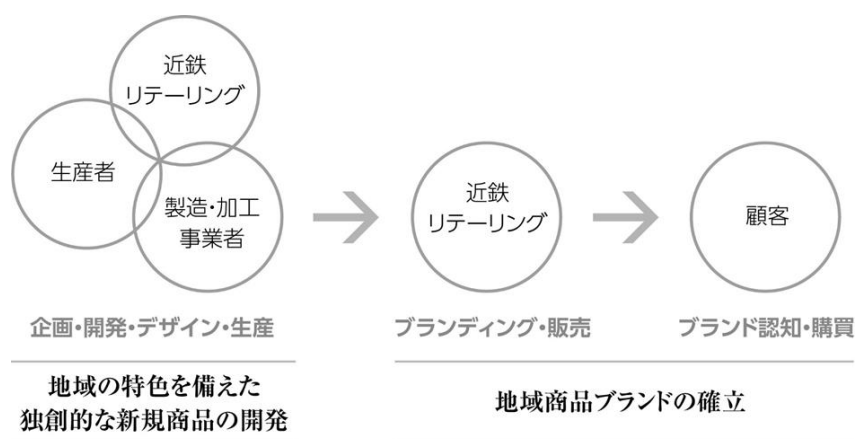 近鉄
リテーリング
生産者
製造・加工
事業者
近鉄
リテーリング
顧客
企画・開発・デザイン・生産
ブランディング・販売
ブランド認知・購買
地域の特色を備えた
独創的な新規商品の開発
地域商品ブランドの確立